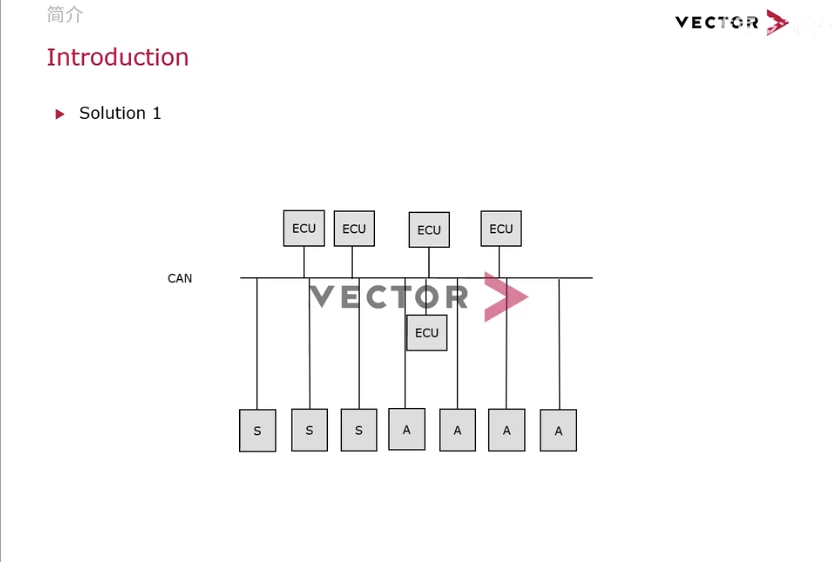 简介
VECTOR
Introduction
Solution 1
ECU
ECU
ECU
ECU
CAN
VECTOR
ECU
S
S
S
A
A
A
A